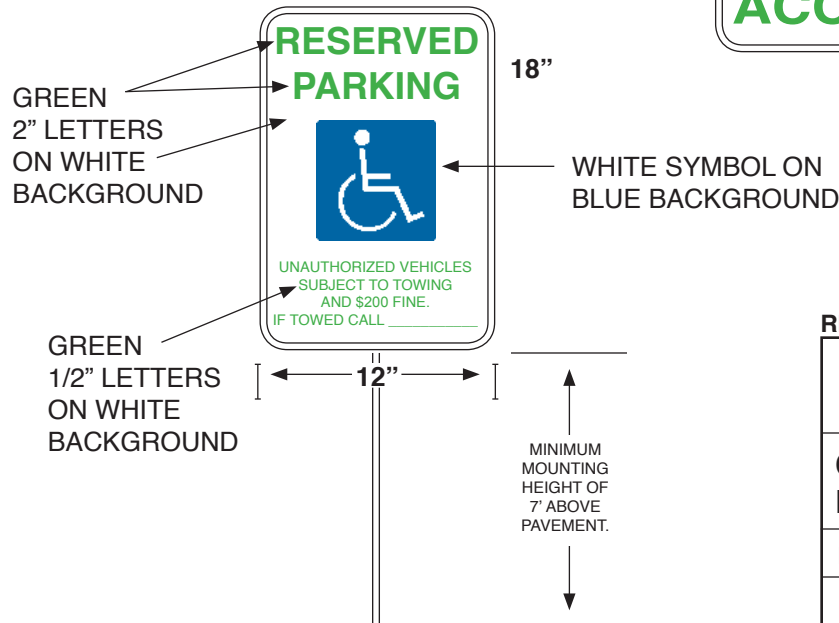 ACC
RESERVED
PARKING
18”
GREEN
2” LETTERS
ON WHITE
BACKGROUND
WHITE SYMBOL ON
BLUE BACKGROUND
UNAUTHORIZED VEHICLES
SUBJECT TO TOWING
AND $200 FINE.
IF TOWED CALL ___________
GREEN
1/2” LETTERS
ON WHITE
BACKGROUND
12”
MINIMUM
MOUNTING
HEIGHT OF
7’ ABOVE
PAVEMENT.
R